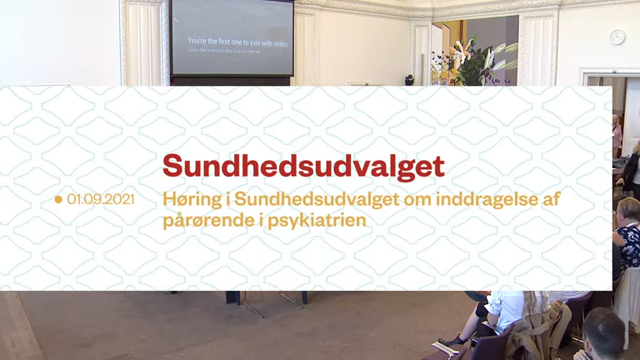 You're the first one to join with video
Sundhedsudvalget
01.09.2021
Høring i Sundhedsudvalget om inddragelse af
pårørende i psykiatrien